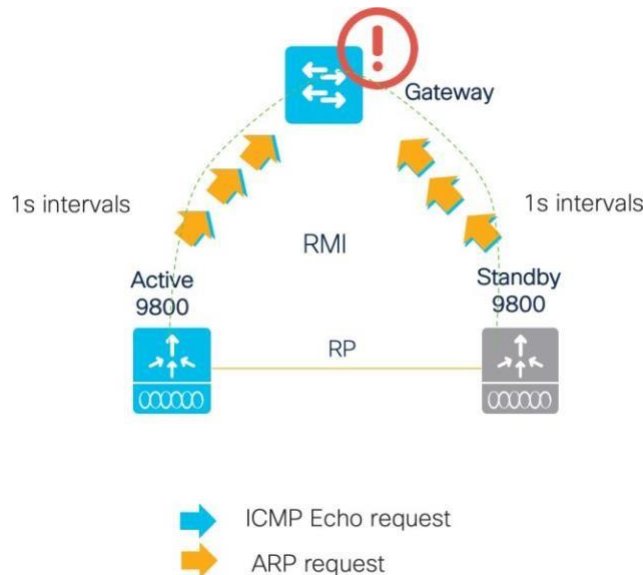 Gateway
1s intervals
1s intervals
RMI
Active
9800
Standby
9800
RP
ICMP Echo request
ARP request